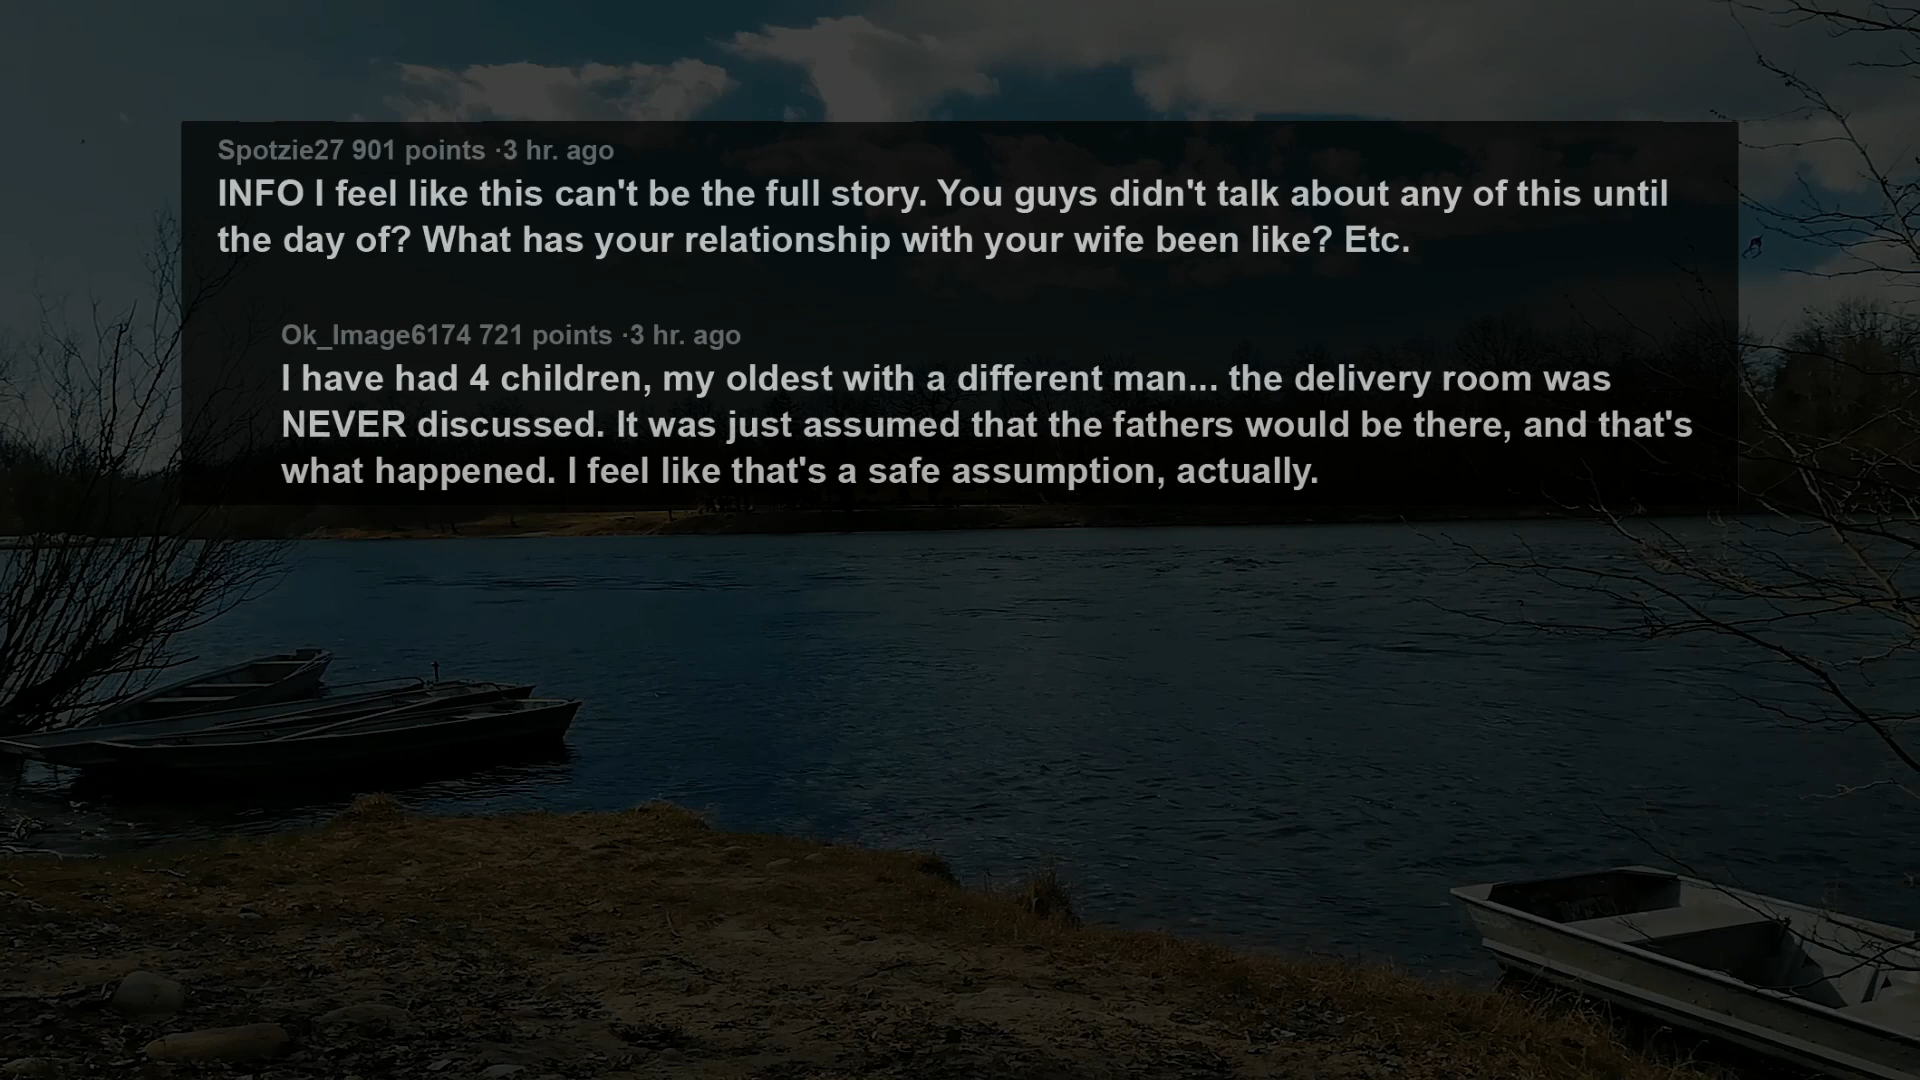 Spotzie27 901 points ·3 hr. ago
INFO I feel like this can't be the full story. You guys didn't talk about any of this until
the day of? What has your relationship with your wife been like? Etc.
Ok_Image6174 721 points ·3 hr. ago
I have had 4 children, my oldest with a different man... the delivery room was
NEVER discussed. It was just assumed that the fathers would be there, and that's
what happened. I feel like that's a safe assumption, actually.